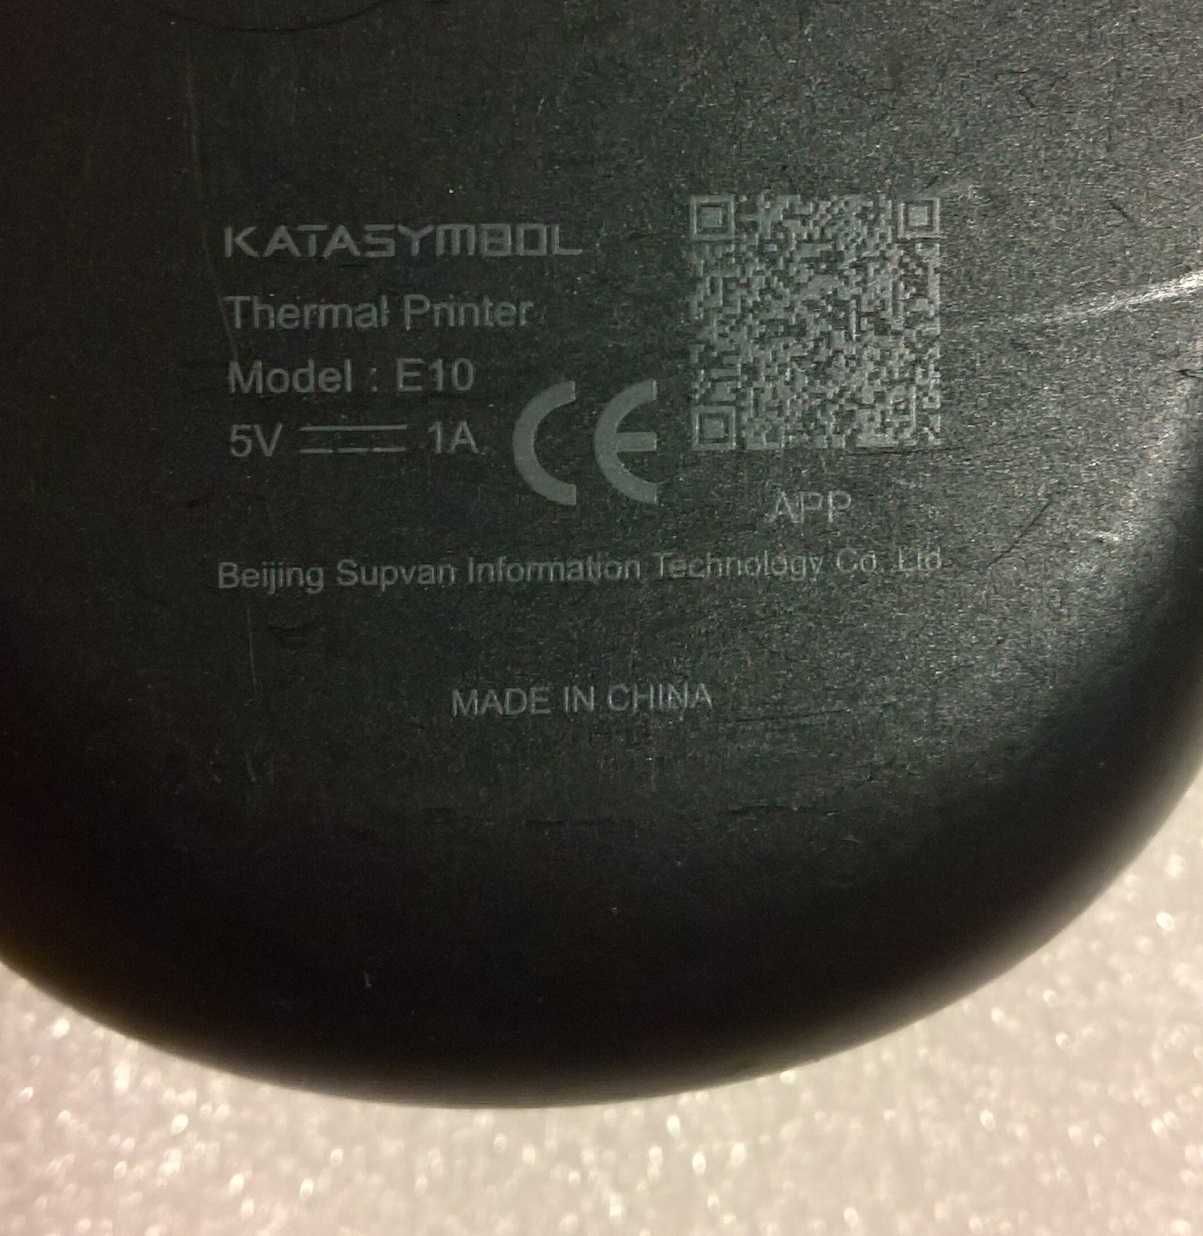 KATASYMBOL
Thermal Printer
Model : E10
5V 1A
CE
APP
Beijing Supvan Information Technology Co. Ltd
MADE IN CHINA